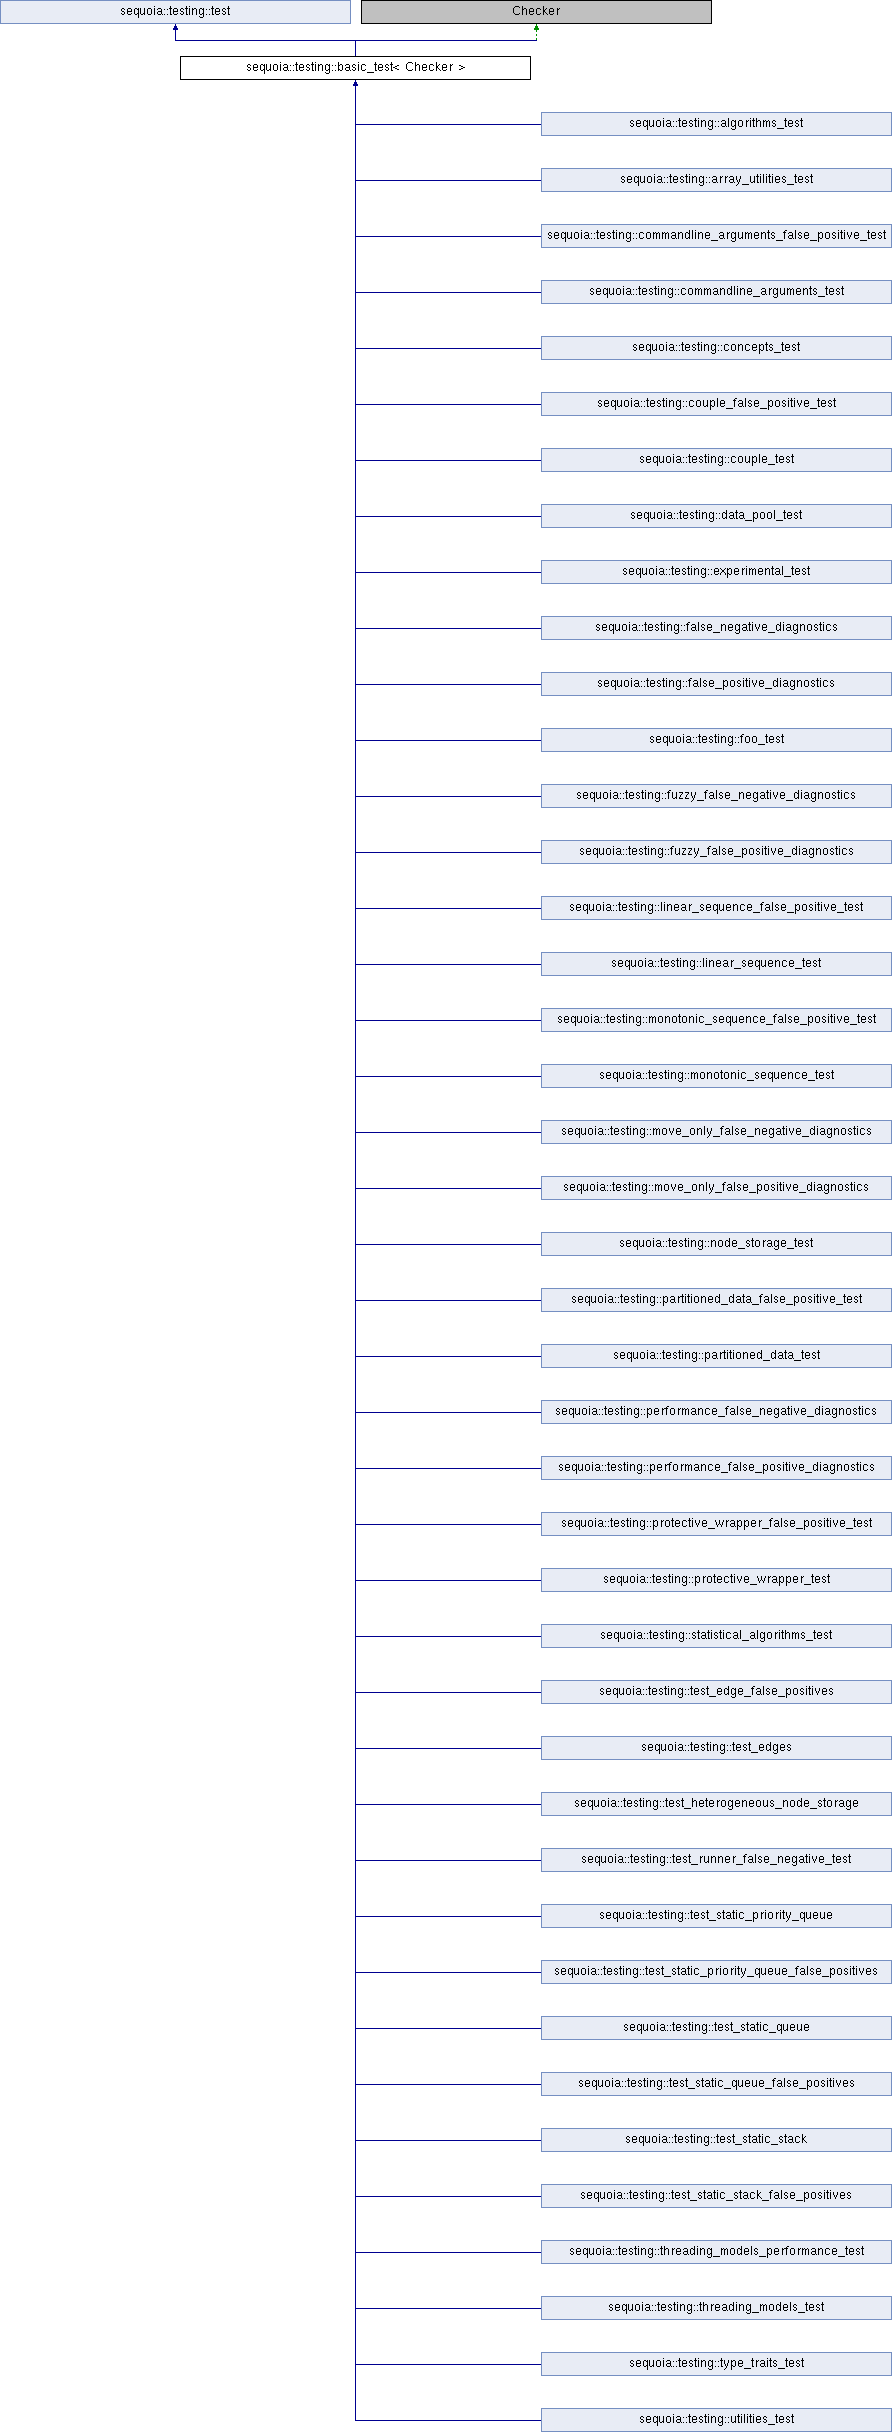 sequoia::testing::test
Checker
sequoia::testing::basic_test< Checker >
sequoia::testing::algorithms_test
sequoia::testing::array_utilities_test
sequoia::testing::commandline_arguments_false_positive_test
sequoia::testing::commandline_arguments_test
sequoia::testing::concepts_test
sequoia::testing::couple_false_positive_test
sequoia::testing::couple_test
sequoia::testing::data_pool_test
sequoia::testing::experimental_test
sequoia::testing::false_negative_diagnostics
sequoia::testing::false_positive_diagnostics
sequoia::testing::foo_test
sequoia::testing::fuzzy_false_negative_diagnostics
sequoia::testing::fuzzy_false_positive_diagnostics
sequoia::testing::linear_sequence_false_positive_test
sequoia::testing::linear_sequence_test
sequoia::testing::monotonic_sequence_false_positive_test
sequoia::testing::monotonic_sequence_test
sequoia::testing::move_only_false_negative_diagnostics
sequoia::testing::move_only_false_positive_diagnostics
sequoia::testing::node_storage_test
sequoia::testing::partitioned_data_false_positive_test
sequoia::testing::partitioned_data_test
sequoia::testing::performance_false_negative_diagnostics
sequoia::testing::performance_false_positive_diagnostics
sequoia::testing::protective_wrapper_false_positive_test
sequoia::testing::protective_wrapper_test
sequoia::testing::statistical_algorithms_test
sequoia::testing::test_edge_false_positives
sequoia::testing::test_edges
sequoia::testing::test_heterogeneous_node_storage
sequoia::testing::test_runner_false_negative_test
sequoia::testing::test_static_priority_queue
sequoia::testing::test_static_priority_queue_false_positives
sequoia::testing::test_static_queue
sequoia::testing::test_static_queue_false_positives
sequoia::testing::test_static_stack
sequoia::testing::test_static_stack_false_positives
sequoia::testing::threading_models_performance_test
sequoia::testing::threading_models_test
sequoia::testing::type_traits_test
sequoia::testing::utilities_test